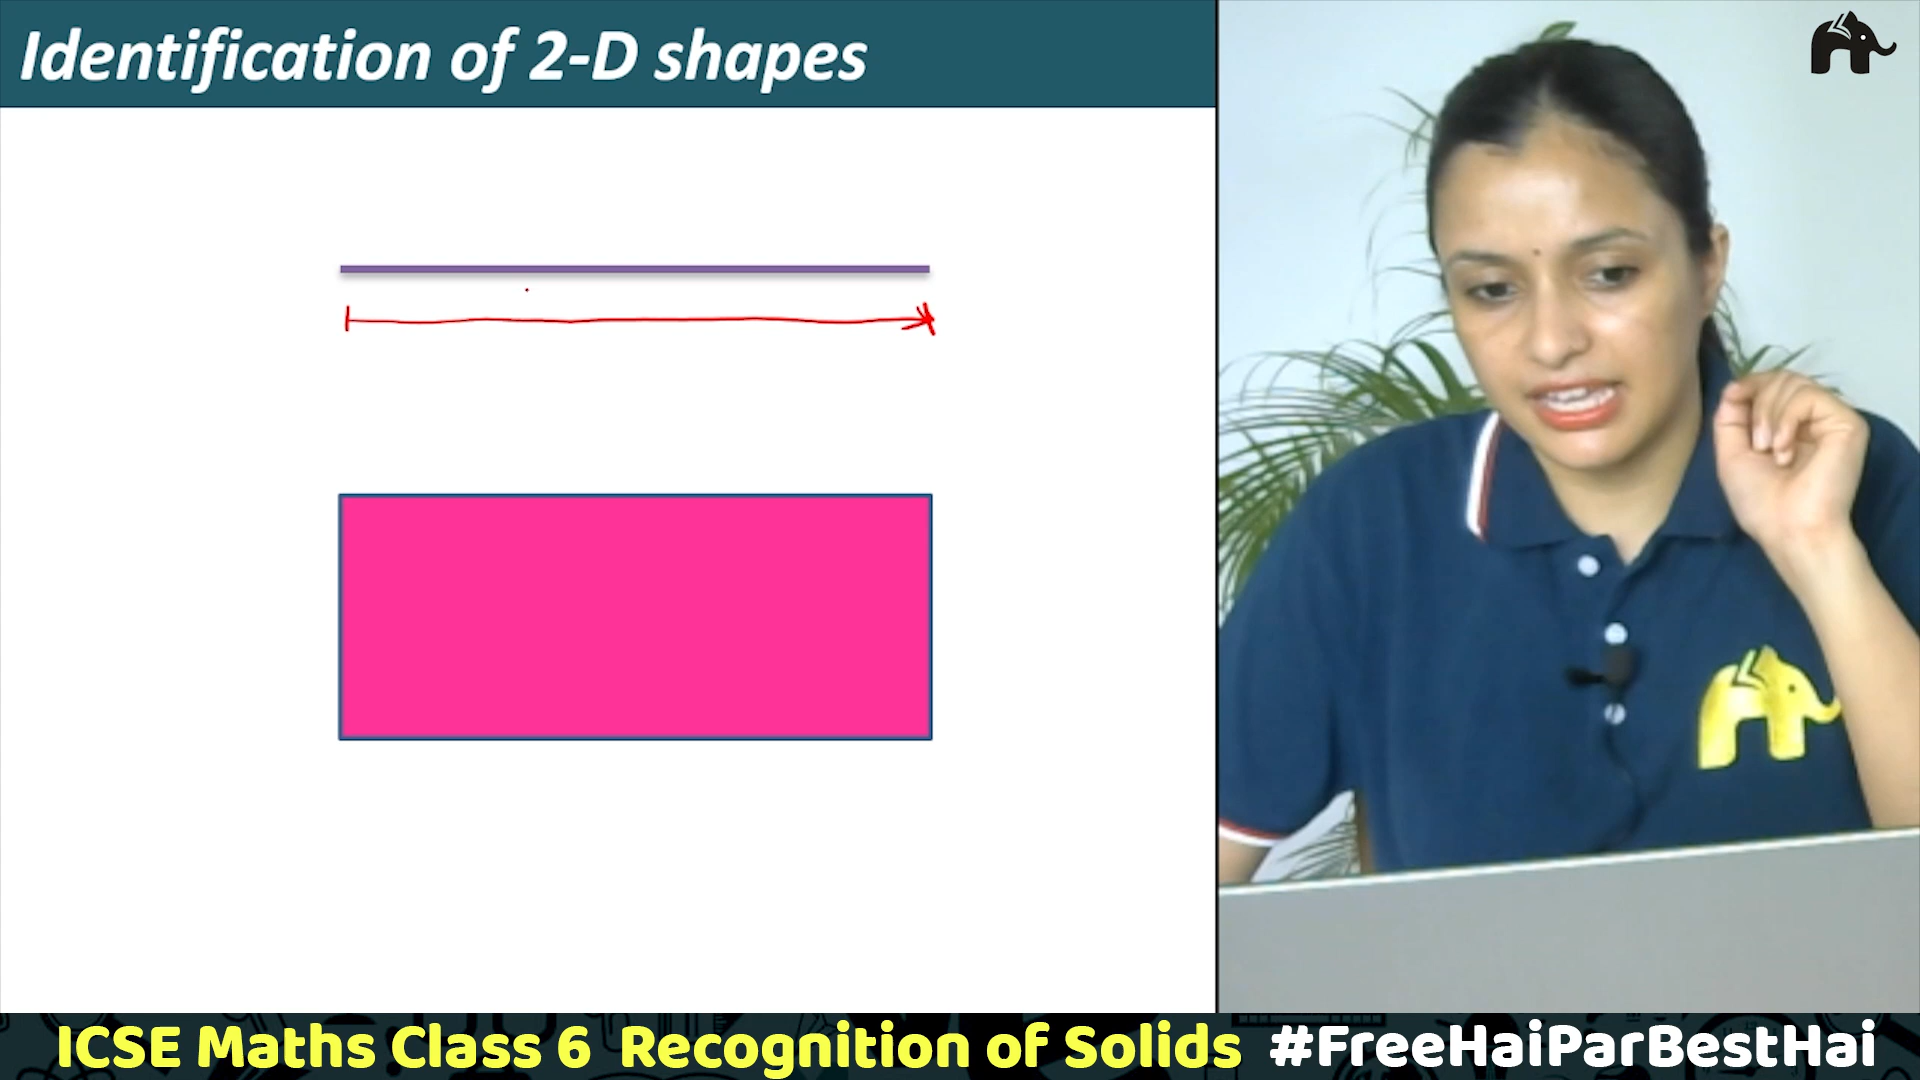 Identification of 2-D shapes
ICSE Maths Class 6 Recognition of Solids #FreeHaiParBestHai